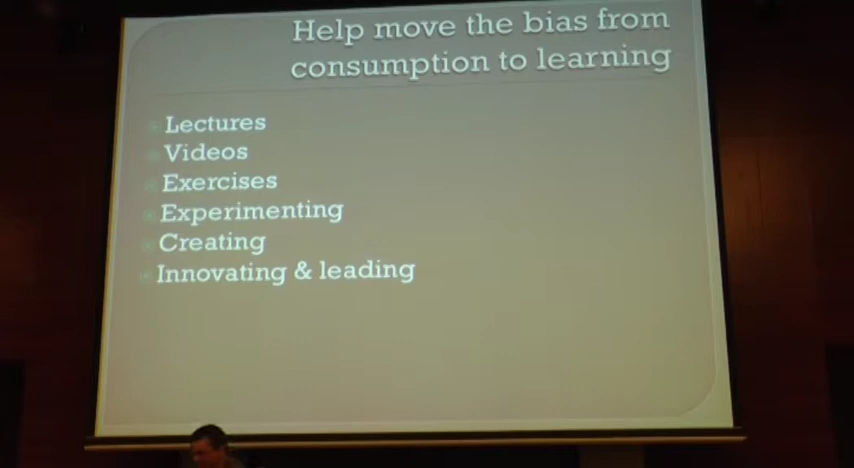 Help move the bias from
consumption to learning
Lectures
Videos
Exercises
Experimenting
Creating
Innovating & leading